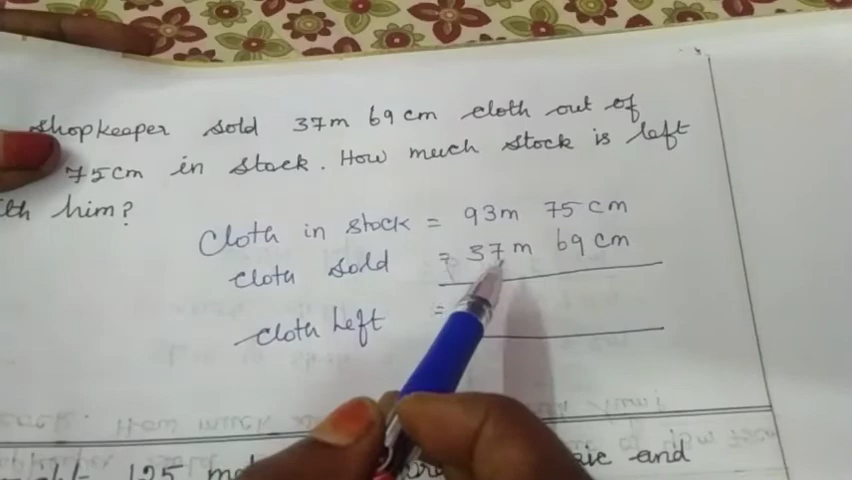 shopkeeper sold 37m 69cm cloth out of
75cm in stock. How much stock is left
him?
Cloth in stock = 93m 75cm
cloth sold = 37m 69cm
cloth Left =
125
and